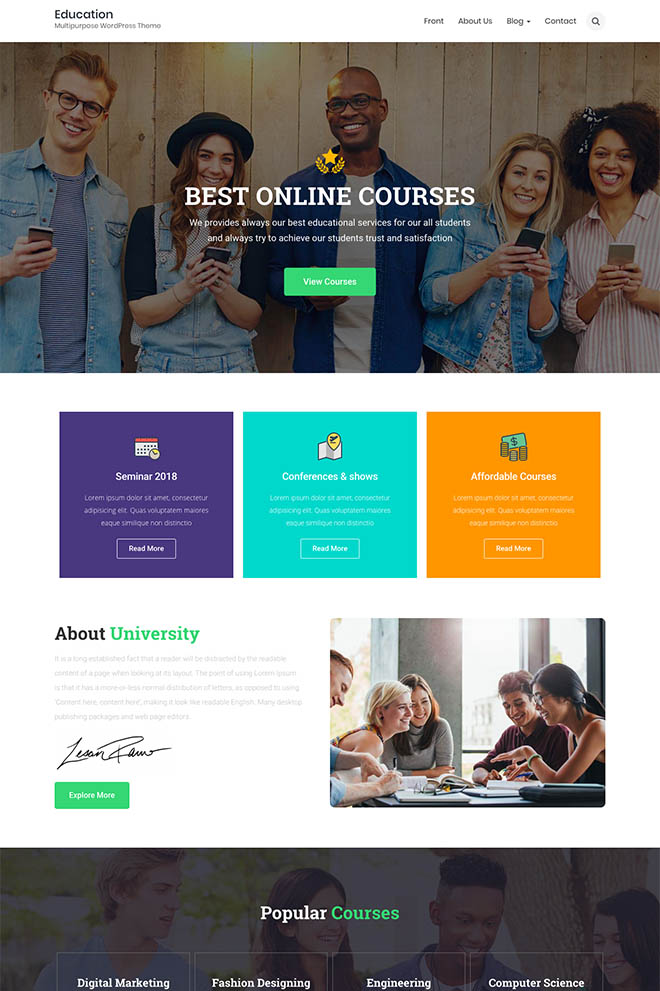 Education
Multipurpose WordPress Theme
Front About Us Blog Contact
BEST ONLINE COURSES
We provides always our best educational services for our all students
and always try to achieve our students trust and satisfaction
View Courses
Seminar 2018
Lorem ipsum dolor sit amet, consectetur
adipisicing elit. Quas voluptatem maiores
eaque similique non distinctio
Read More
Conferences & shows
Lorem ipsum dolor sit amet, consectetur
adipisicing elit. Quas voluptatem maiores
eaque similique non distinctio
Read More
Affordable Courses
Lorem ipsum dolor sit amet, consectetur
adipisicing elit. Quas voluptatem maiores
eaque similique non distinctio
Read More
About University
It is a long established fact that a reader will be distracted by the readable
content of a page when looking at its layout. The point of using Lorem Ipsum
is that it has a more-or-less normal distribution of letters, as opposed to using
'Content here, content here', making it look like readable English. Many desktop
publishing packages and web page editors.
Explore More
Popular Courses
Digital Marketing
Fashion Designing
Engineering
Computer Science